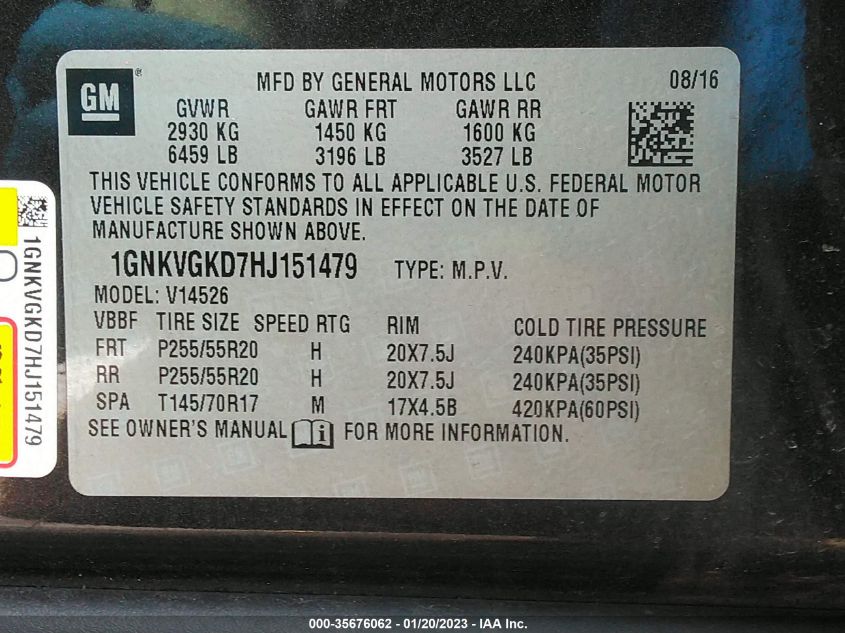 GM ® MFD BY GENERAL MOTORS LLC 08/16
GVWR GAWR FRT GAWR RR
2930 KG 1450 KG 1600 KG
6459 LB 3196 LB 3527 LB
THIS VEHICLE CONFORMS TO ALL APPLICABLE U.S. FEDERAL MOTOR
VEHICLE SAFETY STANDARDS IN EFFECT ON THE DATE OF
MANUFACTURE SHOWN ABOVE.
1GNKVGKD7HJ151479 TYPE: M.P.V.
MODEL: V14526
VBBF TIRE SIZE SPEED RTG RIM COLD TIRE PRESSURE
FRT P255/55R20 H 20X7.5J 240KPA(35PSI)
RR P255/55R20 H 20X7.5J 240KPA(35PSI)
SPA T145/70R17 M 17X4.5B 420KPA(60PSI)
SEE OWNER'S MANUAL i FOR MORE INFORMATION.
1GNKVGKD7HJ151479
000-35676062 - 01/20/2023 - IAA Inc.